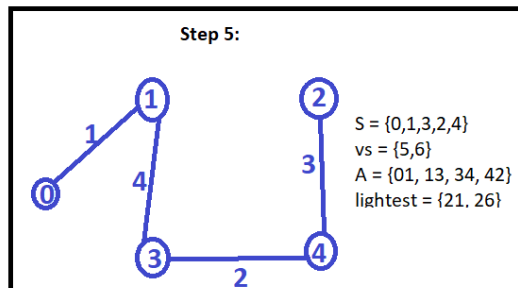 Step 5:
1
2
1
S = {0,1,3,2,4}
vs = {5,6}
3
4
A = {01, 13, 34, 42}
0
lightest = {21, 26}
3
4
2